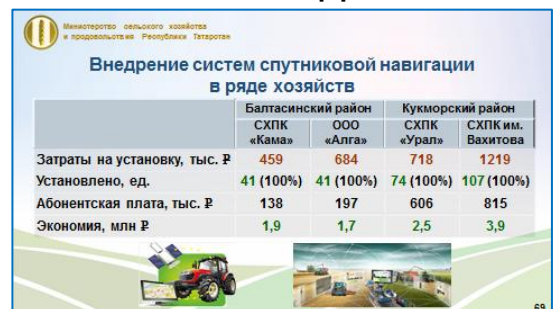 Министерство сельского хозяйства
и продовольствия Республики Татарстан
Внедрение систем спутниковой навигации
в ряде хозяйств
Балтасинский район Кукморский район
СХПК «Кама» ООО «Алга» СХПК «Урал» СХПК им. Вахитова
Затраты на установку, тыс. ₽ 459 684 718 1219
Установлено, ед. 41 (100%) 41 (100%) 74 (100%) 107 (100%)
Абонентская плата, тыс. ₽ 138 197 606 815
Экономия, млн ₽ 1,9 1,7 2,5 3,9
69